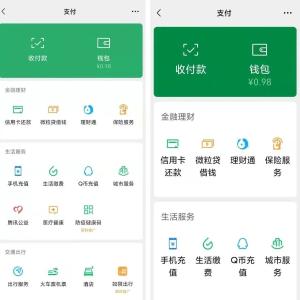 支付
收付款
钱包
¥0.98
金融理财
信用卡还款
微粒贷借钱
理财通
保险服务
生活服务
手机充值
生活缴费
Q币充值
城市服务
腾讯公益
医疗健康
防疫健康码
交通出行
出行服务
火车票机票
酒店
支付
收付款
钱包
¥0.98
金融理财
信用卡
还款
微粒贷
借钱
理财通
保险服
务
生活服务
手机充
值
生活缴
费
Q币充
值
城市服
务